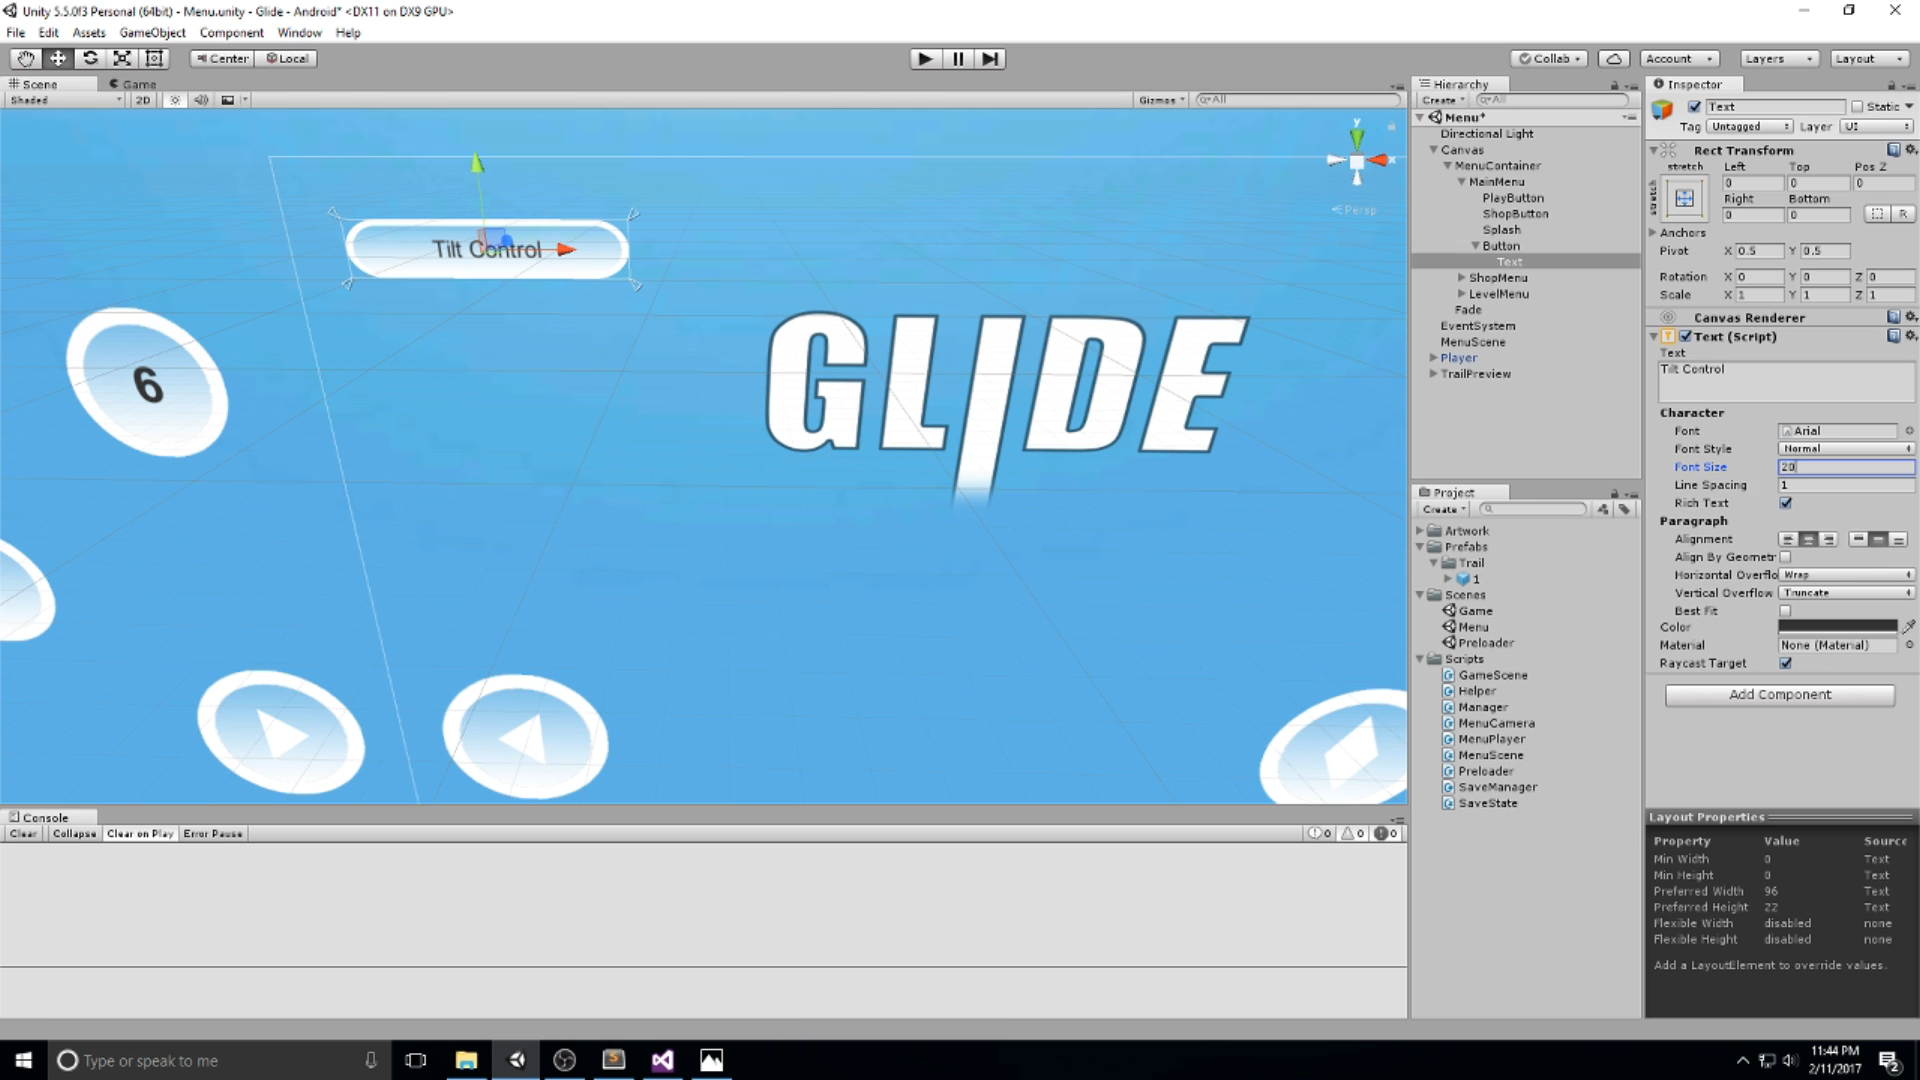 Unity 5.5.0f3 Personal (64bit) - Menu.unity - Glide - Android* <DX11 on DX9 GPU>
File Edit Assets GameObject Component Window Help
Center Local
Collab Account Layers Layout
Scene Game
Shaded 2D Gizmos All
y
x
Persp
Tilt Control
6
GLIDE
Hierarchy
Create All
Menu*
Directional Light
Canvas
MenuContainer
MainMenu
PlayButton
ShopButton
Splash
Button
Text
ShopMenu
LevelMenu
Fade
EventSystem
MenuScene
Player
TrailPreview
Project
Create
Artwork
Prefabs
Trail
1
Scenes
Game
Menu
Preloader
Scripts
GameScene
Helper
Manager
MenuCamera
MenuPlayer
MenuScene
Preloader
SaveManager
SaveState
Inspector
Text Static
Tag Untagged Layer UI
Rect Transform
stretch Left Top Pos Z
stretch
0 0 0
Right Bottom
0 0 R
Anchors
Pivot X 0.5 Y 0.5
Rotation X 0 Y 0 Z 0
Scale X 1 Y 1 Z 1
Canvas Renderer
Text (Script)
Text
Tilt Control
Character
Font Arial
Font Style Normal
Font Size 20
Line Spacing 1
Rich Text
Paragraph
Alignment
Align By Geometr
Horizontal Overflo Wrap
Vertical Overflow Truncate
Best Fit
Color
Material None (Material)
Raycast Target
Add Component
Layout Properties
Property Value Source
Min Width 0 Text
Min Height 0 Text
Preferred Width 96 Text
Preferred Height 22 Text
Flexible Width disabled none
Flexible Height disabled none
Add a LayoutElement to override values.
Console
Clear Collapse Clear on Play Error Pause 0 0 0
Type or speak to me
11:44 PM
2/11/2017
2